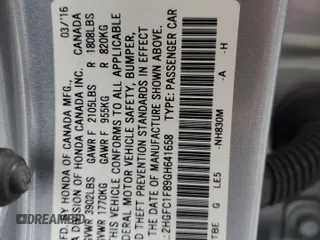 MFD. BY HONDA OF CANADA MFG., 03/'16
A DIVISION OF HONDA CANADA INC. CANADA
GVWR 3902LBS GAWR F 2105LBS R 1808LBS
GVWR 1770KG GAWR F 955KG R 820KG
THIS VEHICLE CONFORMS TO ALL APPLICABLE
FEDERAL MOTOR VEHICLE SAFETY, BUMPER,
AND THEFT PREVENTION STANDARDS IN EFFECT
ON THE DATE OF MANUFACTURE SHOWN ABOVE.
2HGFC1F89GH641658 TYPE: PASSENGER CAR
NH830M -A -H
TBE G LE5
DRIVEONE